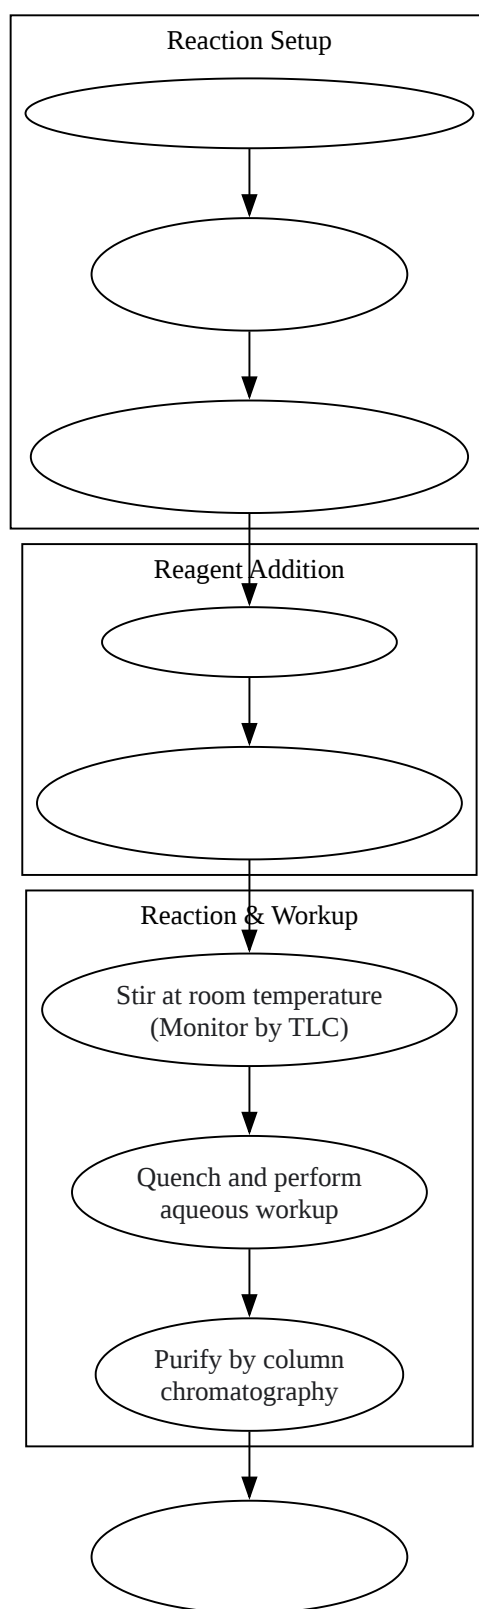 Reaction Setup
Reagent Addition
Reaction & Workup
Stir at room temperature
(Monitor by TLC)
Quench and perform
aqueous workup
Purify by column
chromatography